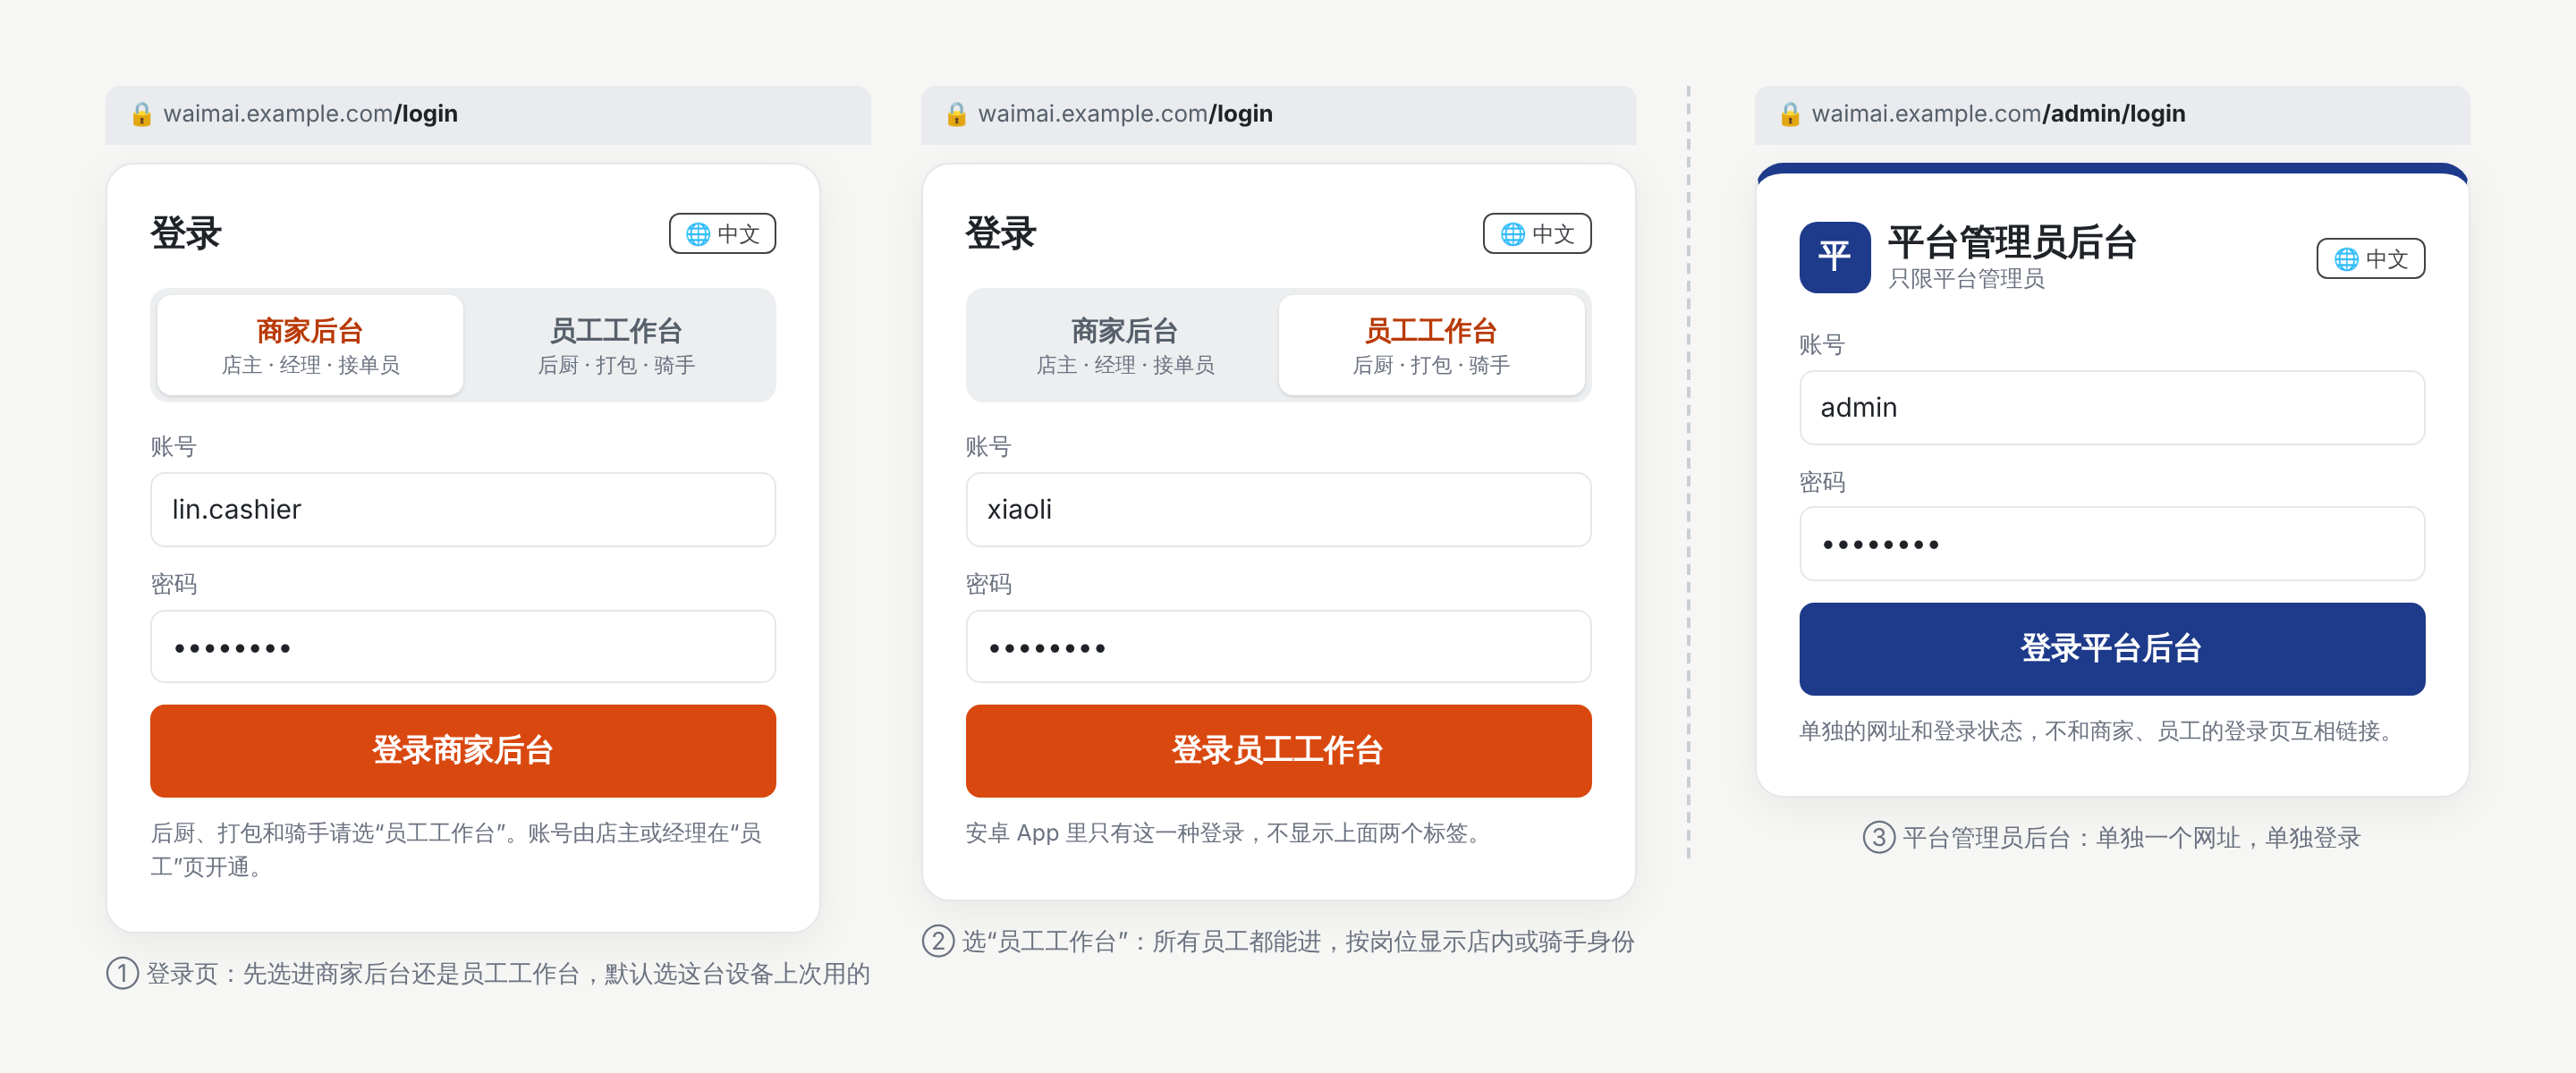 🔒 waimai.example.com/login
登录
🌐 中文
商家后台
店主 · 经理 · 接单员
员工工作台
后厨 · 打包 · 骑手
账号
lin.cashier
密码
••••••••
登录商家后台
后厨、打包和骑手请选“员工工作台”。账号由店主或经理在“员
工”页开通。
① 登录页：先选进商家后台还是员工工作台，默认选这台设备上次用的
🔒 waimai.example.com/login
登录
🌐 中文
商家后台
店主 · 经理 · 接单员
员工工作台
后厨 · 打包 · 骑手
账号
xiaoli
密码
••••••••
登录员工工作台
安卓 App 里只有这一种登录，不显示上面两个标签。
② 选“员工工作台”：所有员工都能进，按岗位显示店内或骑手身份
🔒 waimai.example.com/admin/login
平
平台管理员后台
只限平台管理员
🌐 中文
账号
admin
密码
••••••••
登录平台后台
单独的网址和登录状态，不和商家、员工的登录页互相链接。
③ 平台管理员后台：单独一个网址，单独登录